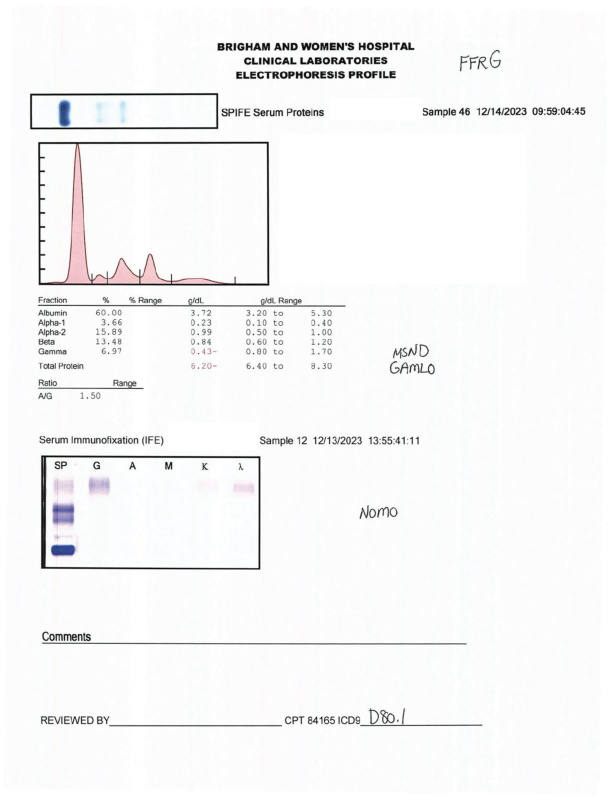 BRIGHAM AND WOMEN'S HOSPITAL
CLINICAL LABORATORIES
ELECTROPHORESIS PROFILE
FFRG
SPIFE Serum Proteins Sample 46 12/14/2023 09:59:04:45
Fraction % % Range g/dL g/dL Range
Albumin 60.00 3.72 3.20 to 5.30
Alpha-1 3.66 0.23 0.10 to 0.40
Alpha-2 15.89 0.99 0.50 to 1.00
Beta 13.48 0.84 0.60 to 1.20
Gamma 6.97 0.43- 0.80 to 1.70
Total Protein 6.20- 6.40 to 8.30
MSND
GAMLO
Ratio Range
A/G 1.50
Serum Immunofixation (IFE) Sample 12 12/13/2023 13:55:41:11
SP G A M K λ
Nomo
Comments
REVIEWED BY CPT 84165 ICD9 D80.1